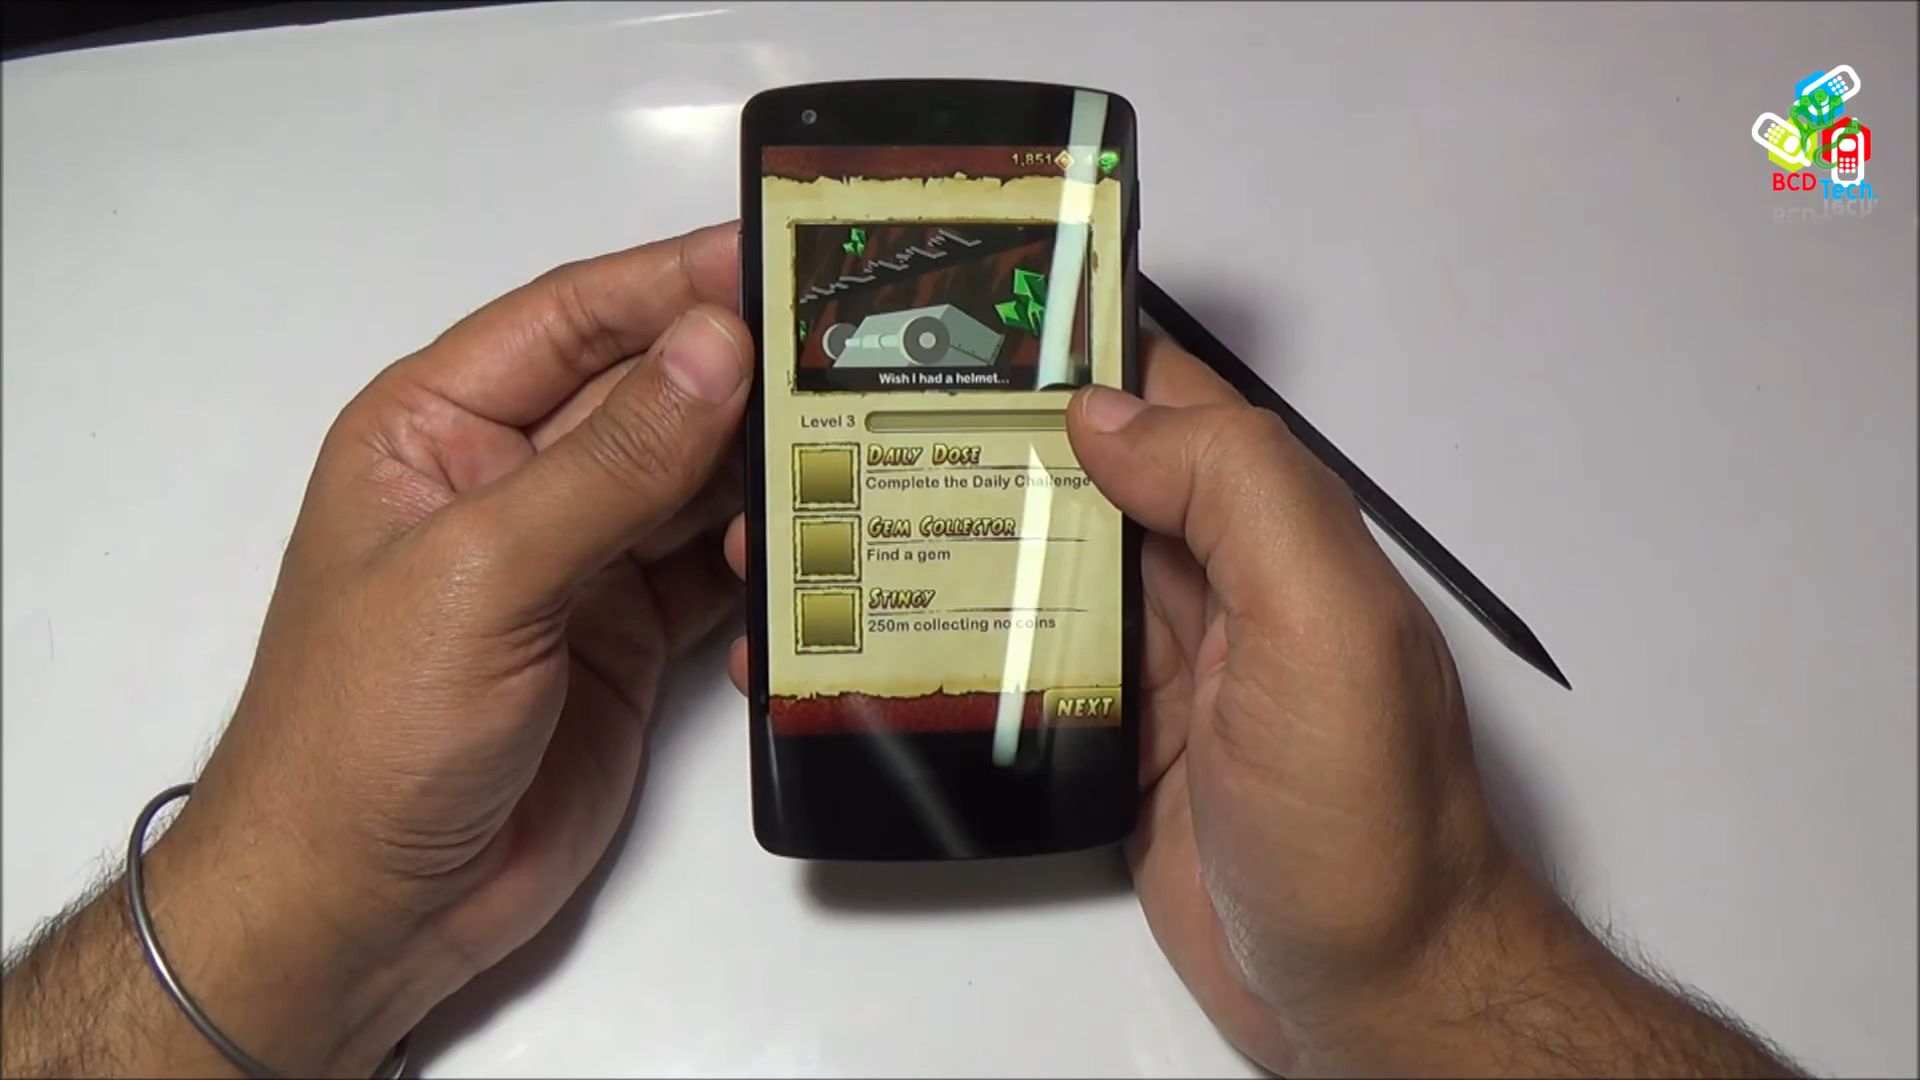 1,851
Wish I had a helmet...
Level 3
DAILY DOSE
Complete the Daily Challenge
GEM COLLECTOR
Find a gem
STINGY
250m collecting no coins
NEXT
BCD Tech.